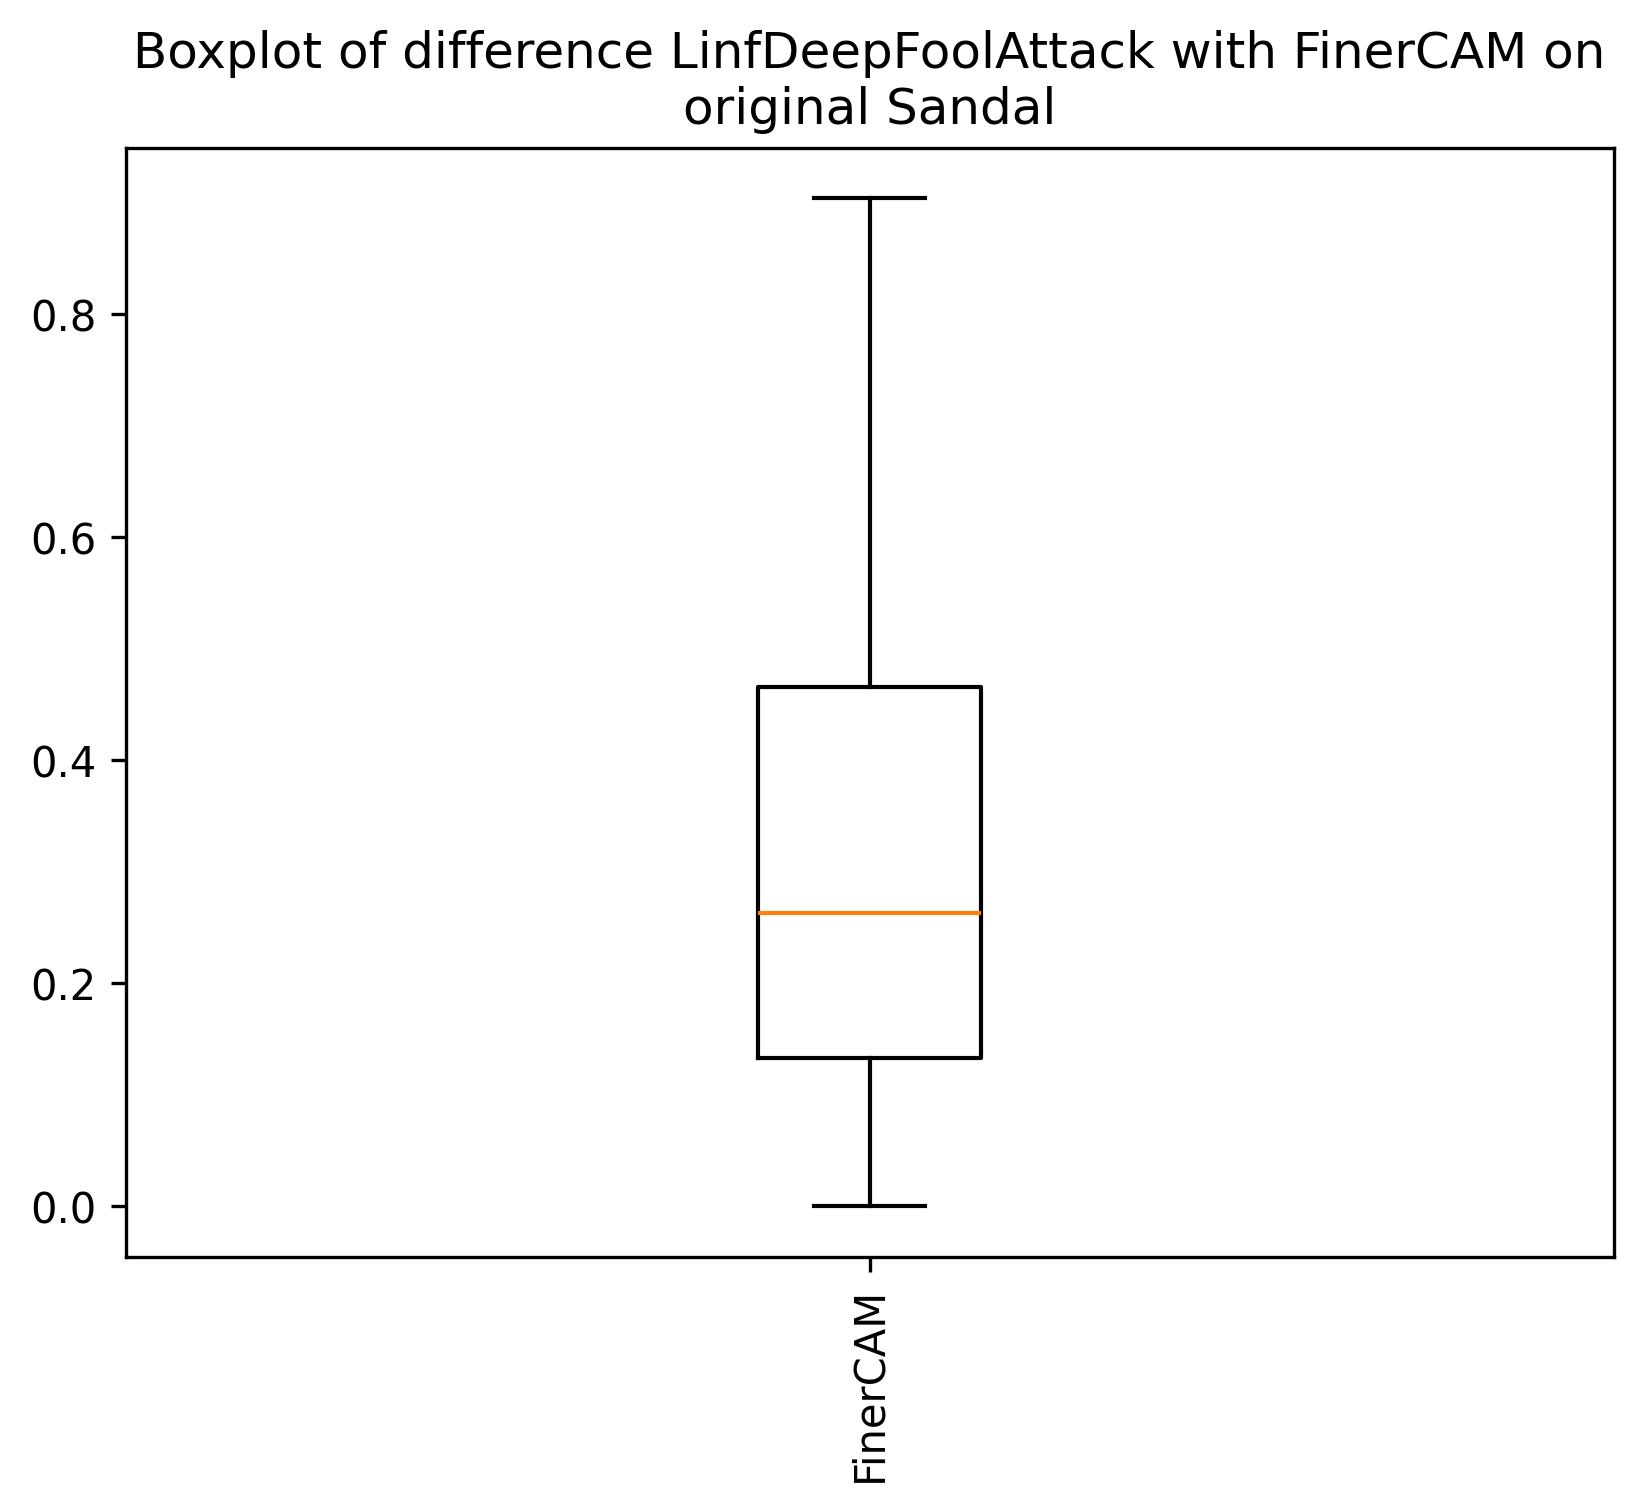 Boxplot of difference LinfDeepFoolAttack with FinerCAM on
original Sandal
0.8
0.6
0.4
0.2
0.0
FinerCAM